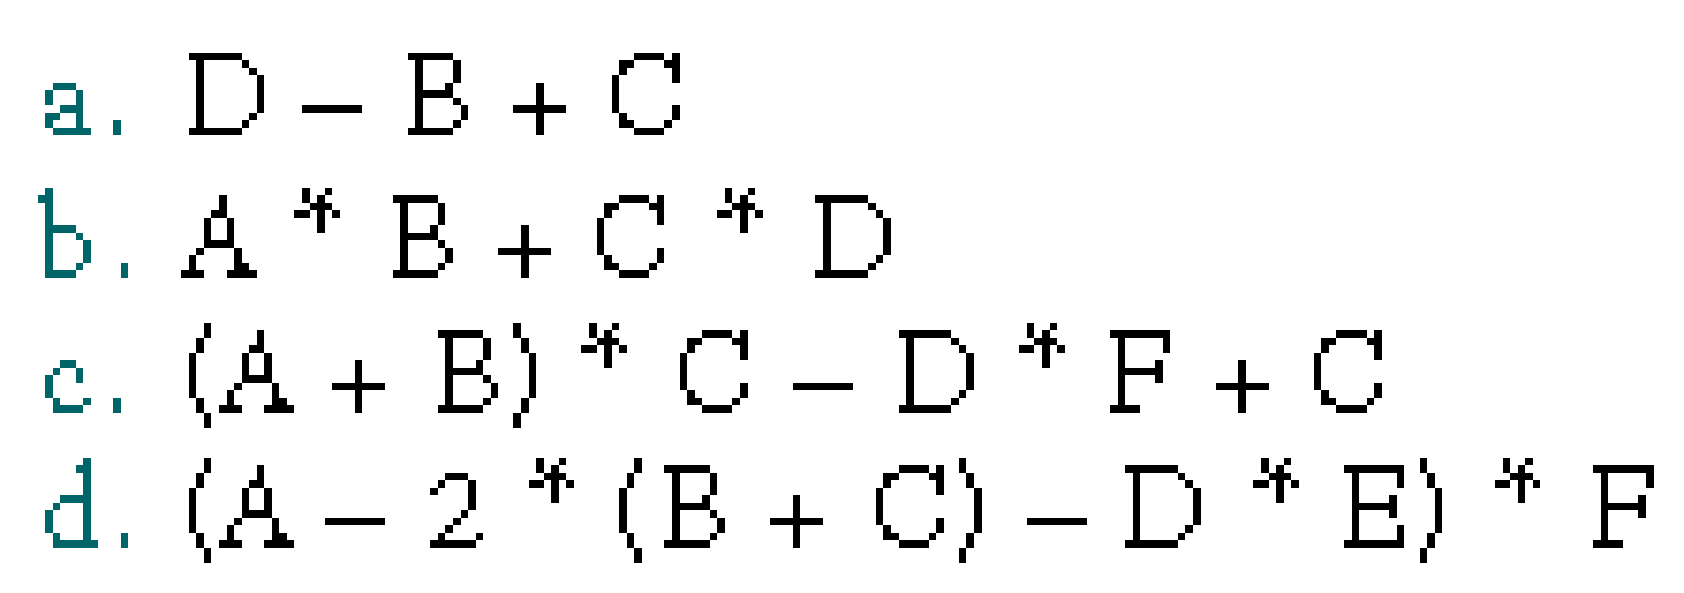 a. D – B + C
b. A * B + C * D
c. (A + B) * C – D * F + C
d. (A – 2 * (B + C) – D * E) * F